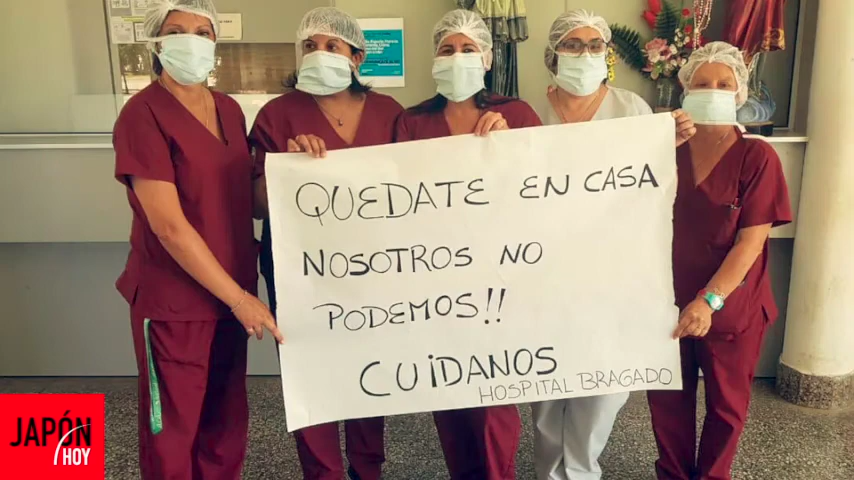 QUEDATE EN CASA
NOSOTROS NO
PODEMOS!!
CUIDANOS
HOSPITAL BRAGADO
JAPÓN
HOY